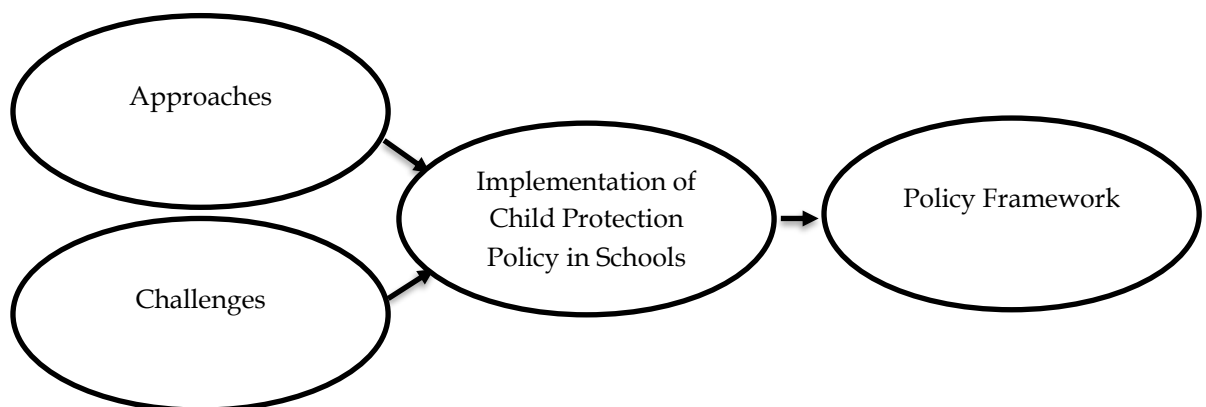 Approaches
Challenges
Implementation of
Child Protection
Policy in Schools
Policy Framework